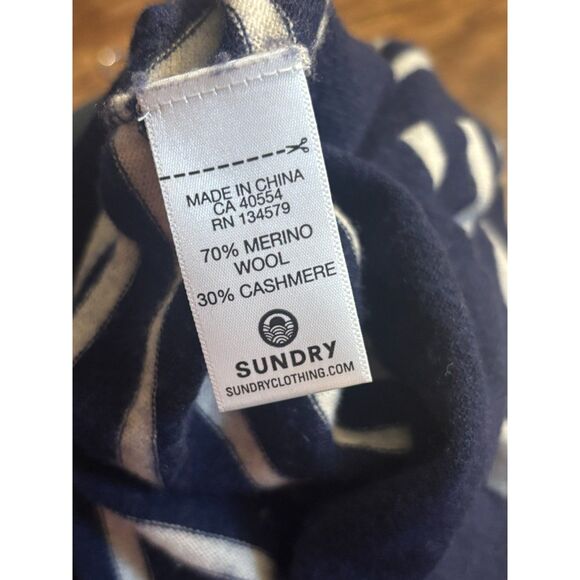 MADE IN CHINA
CA 40554
RN 134579
70% MERINO
WOOL
30% CASHMERE
SUNDRY
SUNDRYCLOTHING.COM